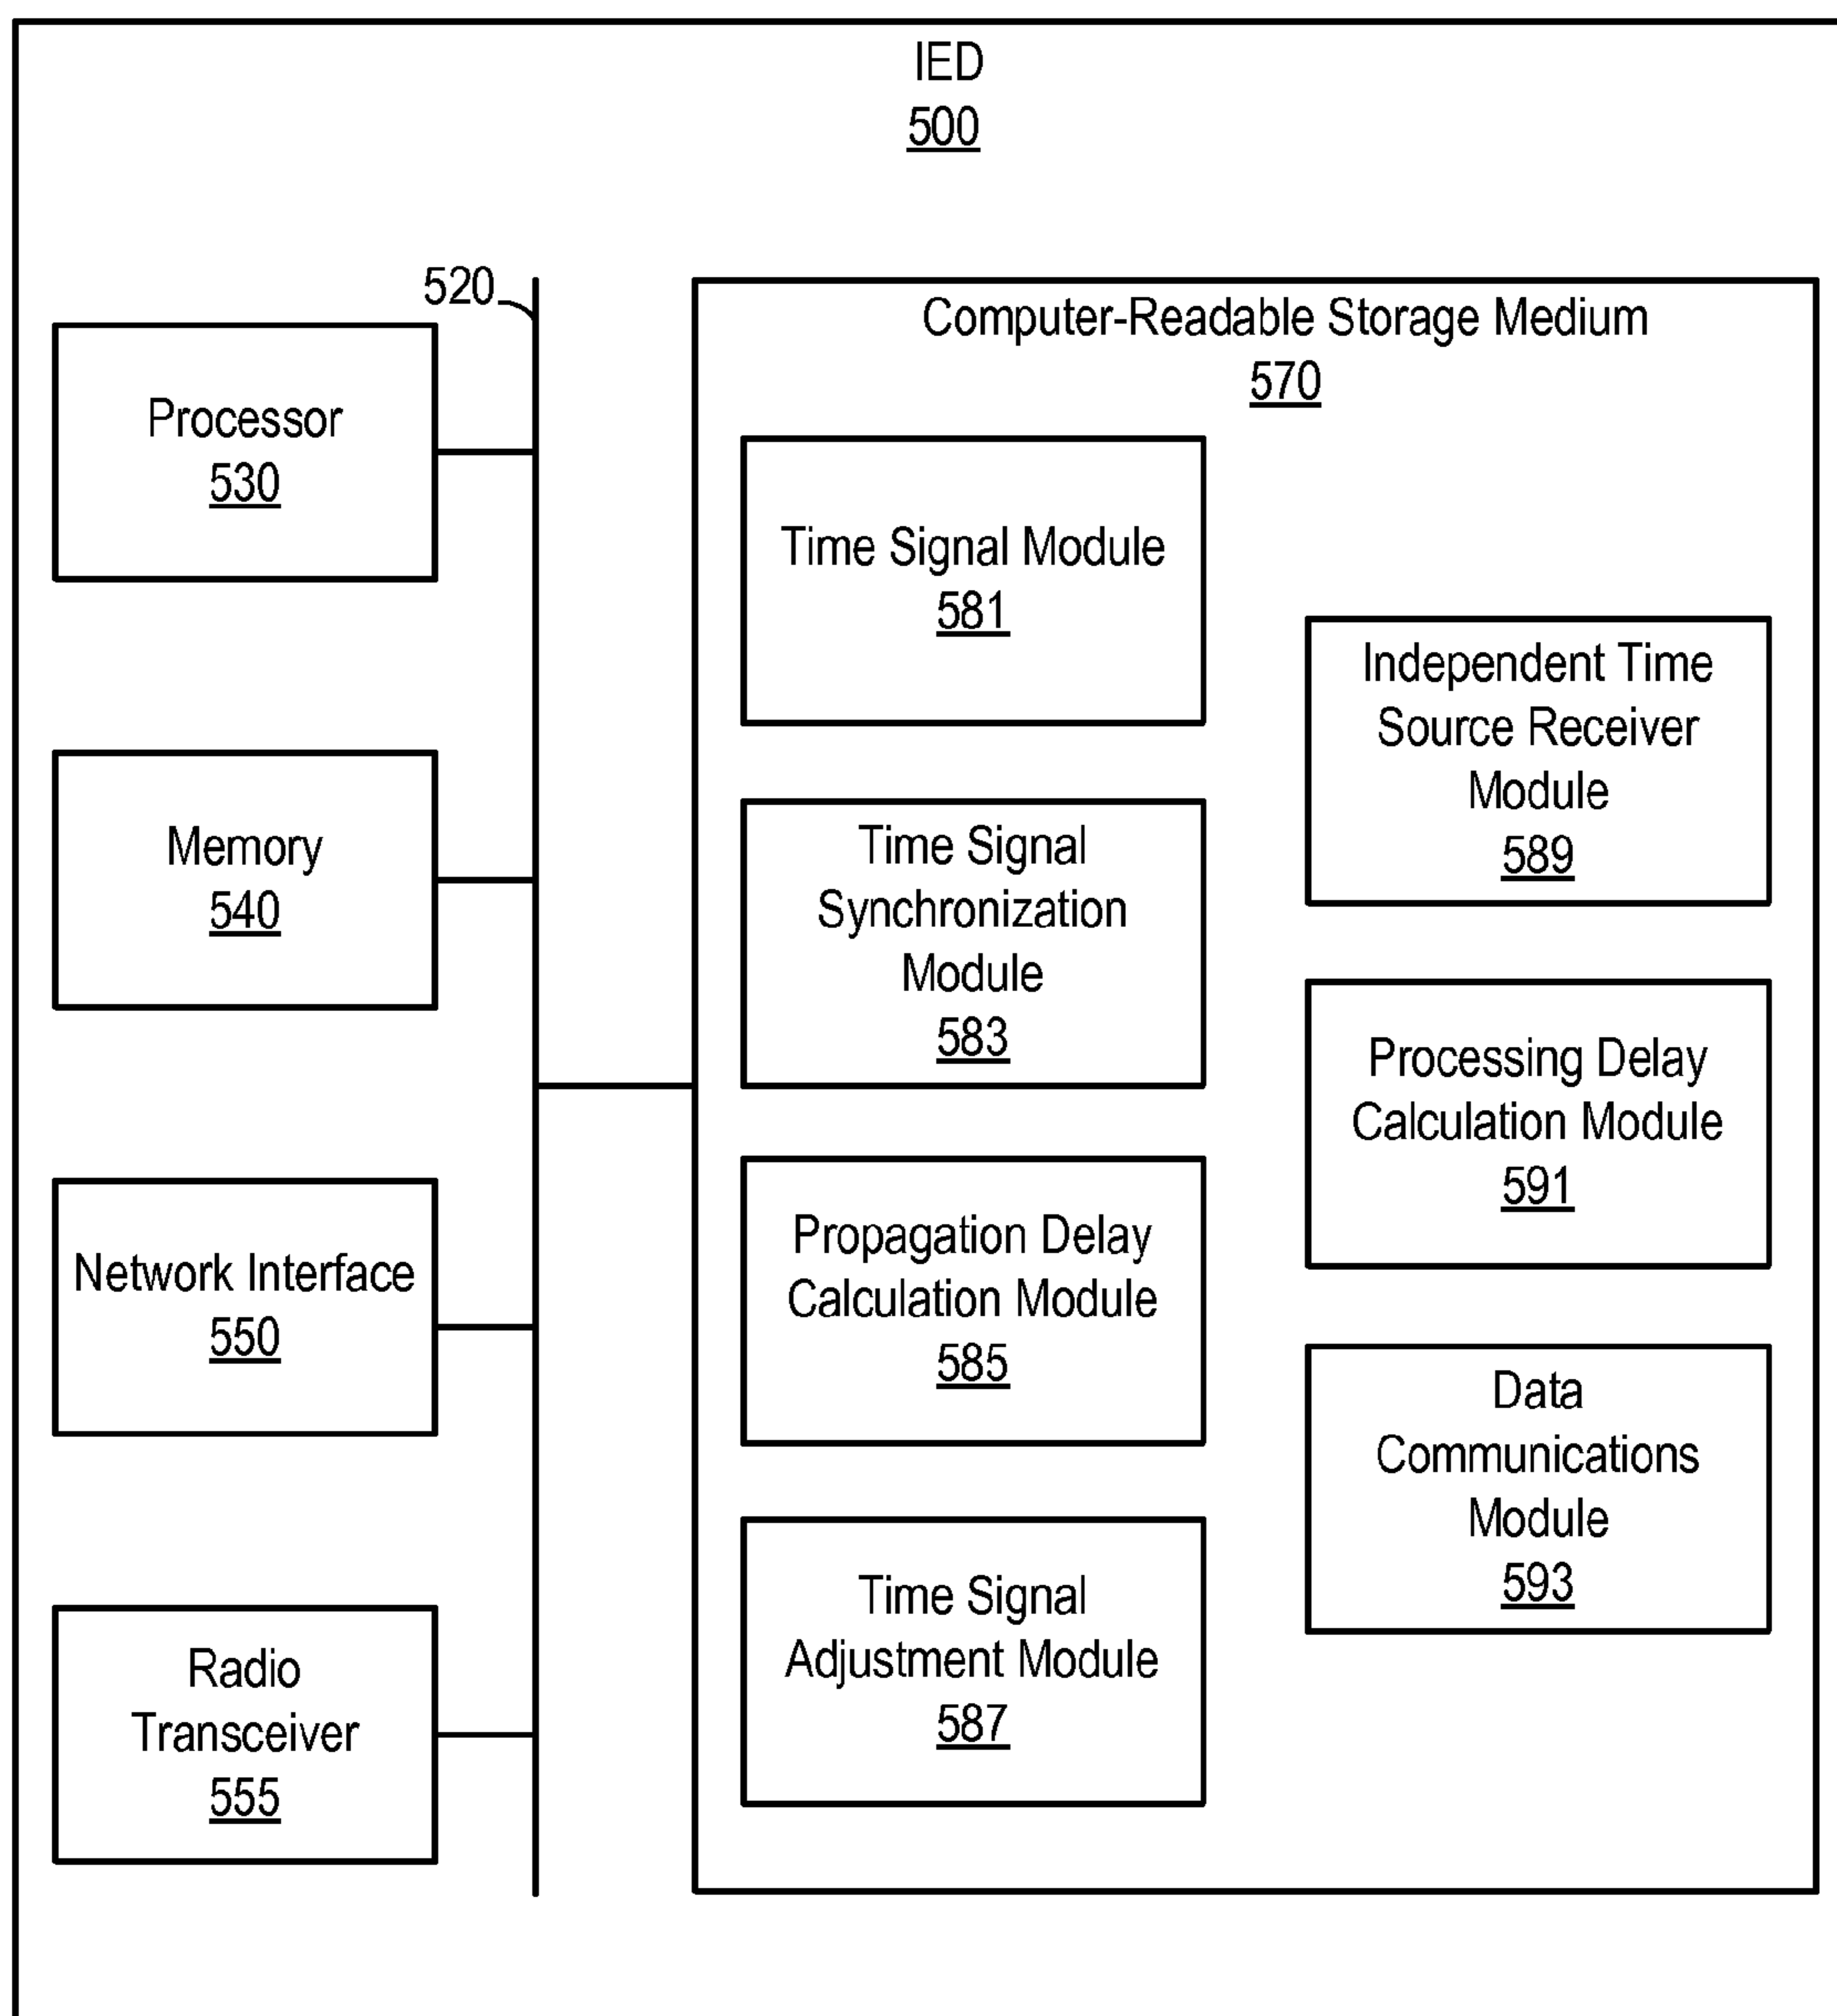 IED
500
520
Processor
530
Memory
540
Network Interface
550
Radio
Transceiver
555
Computer-Readable Storage Medium
570
Time Signal Module
581
Time Signal
Synchronization
Module
583
Propagation Delay
Calculation Module
585
Time Signal
Adjustment Module
587
Independent Time
Source Receiver
Module
589
Processing Delay
Calculation Module
591
Data
Communications
Module
593